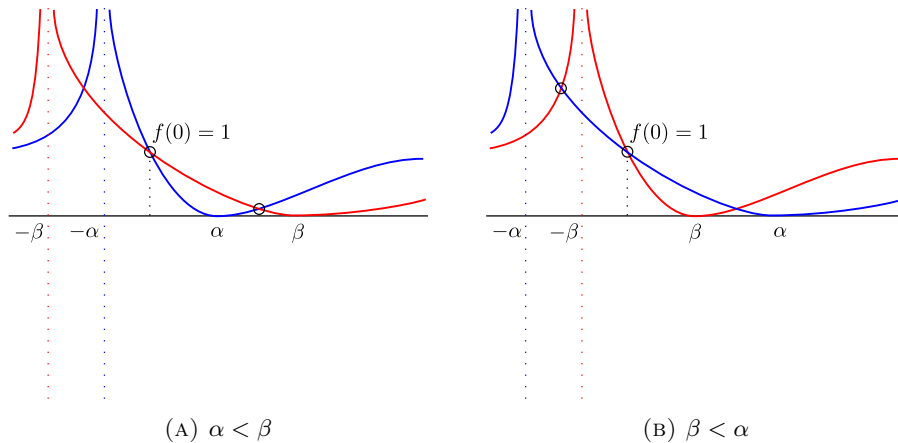 f(0) = 1
−β
−α
α
β
(A) α < β
f(0) = 1
−α
−β
β
α
(B) β < α